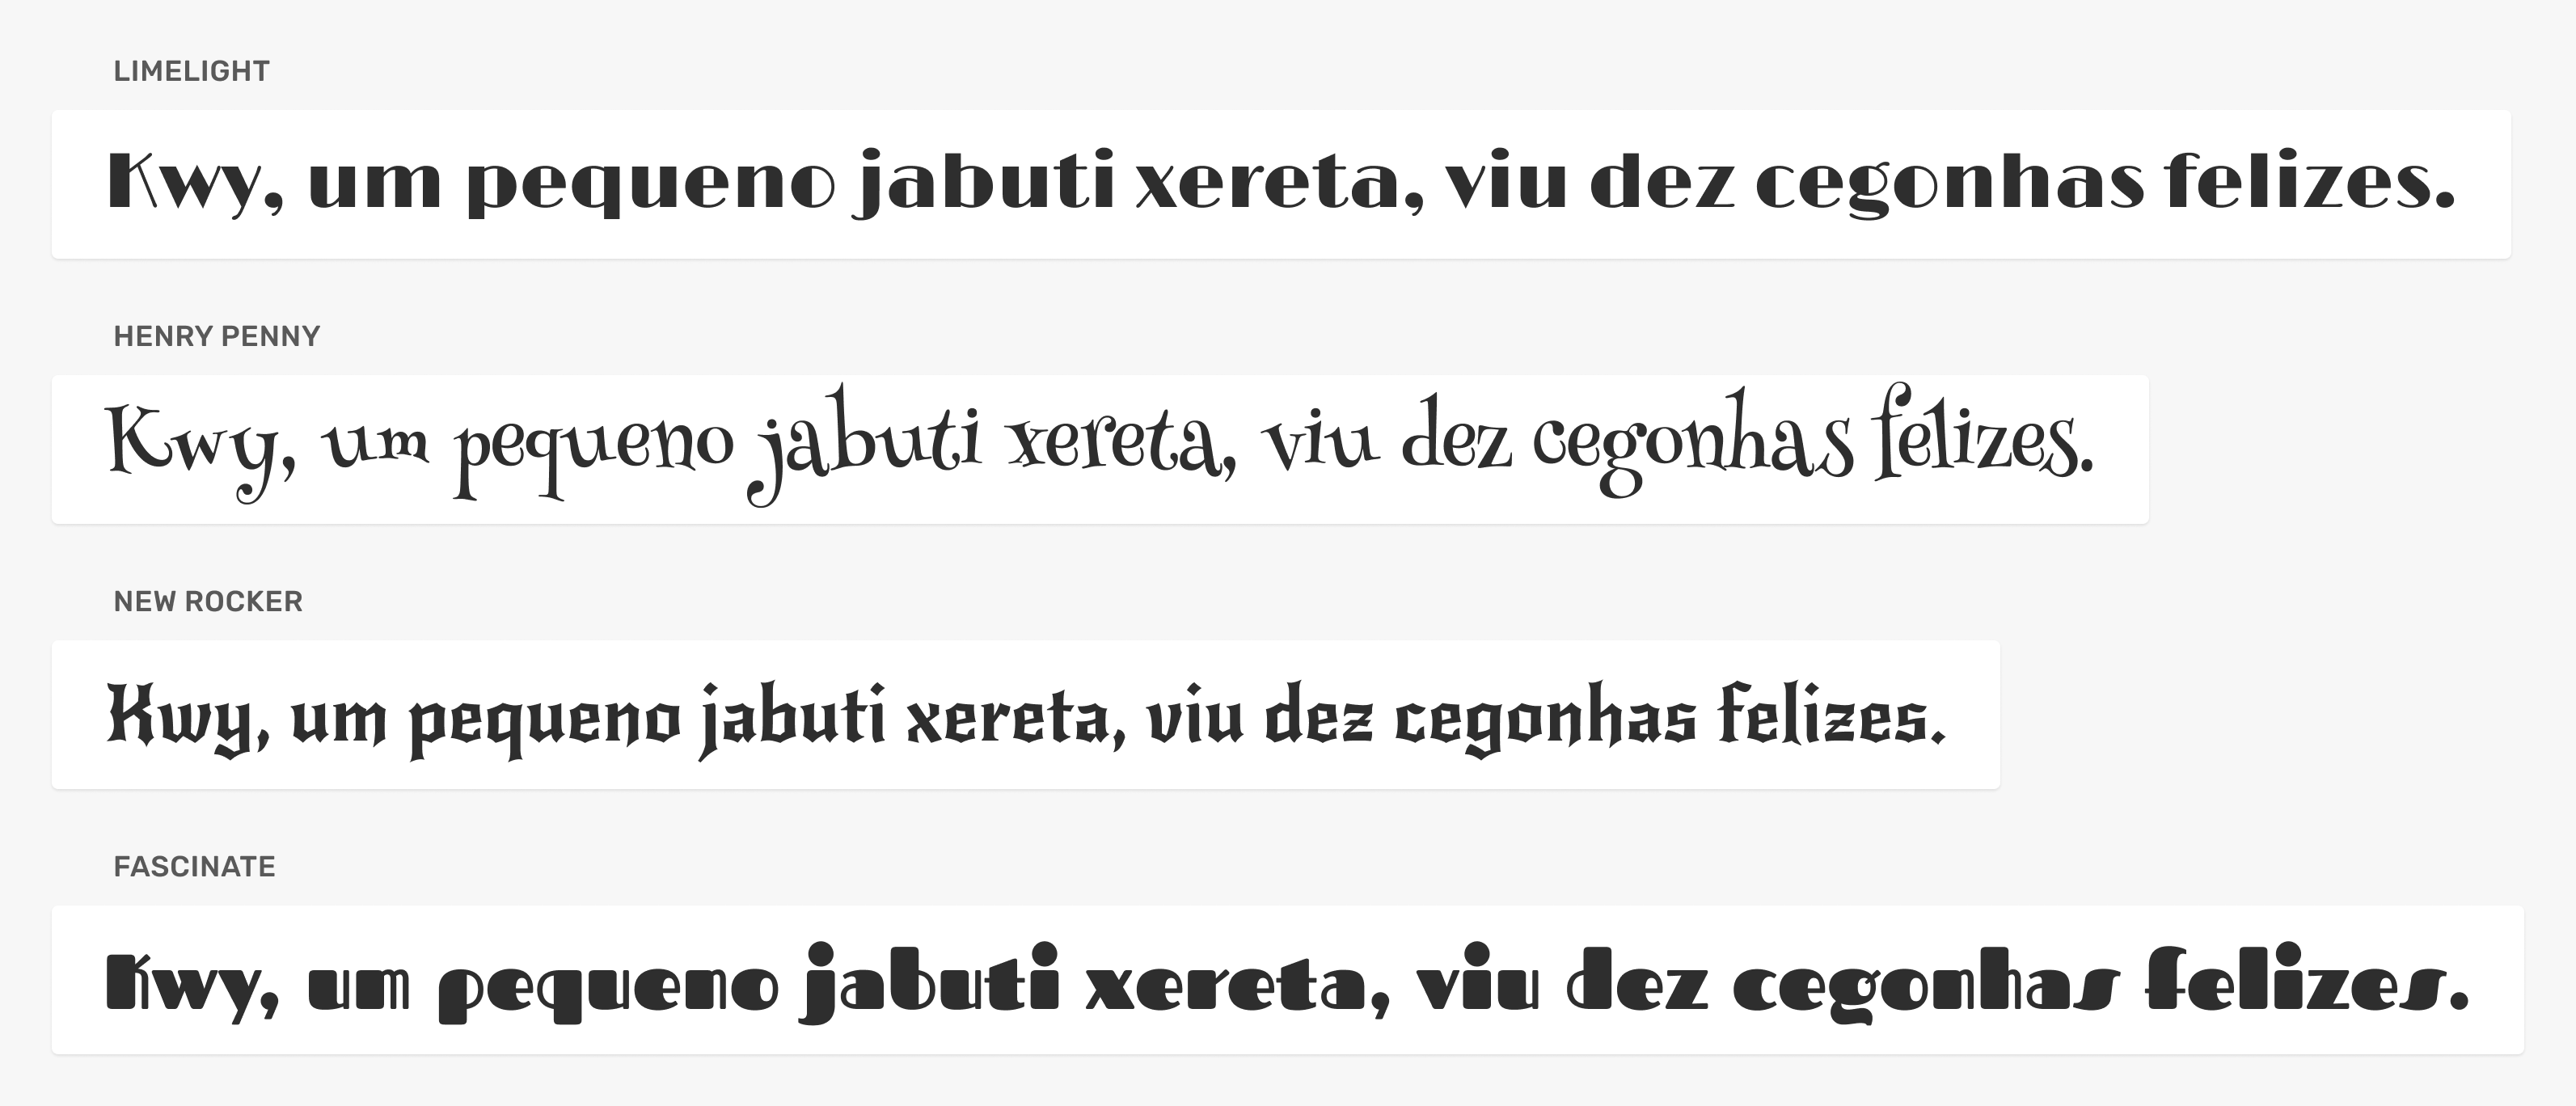 LIMELIGHT
Kwy, um pequeno jabuti xereta, viu dez cegonhas felizes.
HENRY PENNY
Kwy, um pequeno jabuti xereta, viu dez cegonhas felizes.
NEW ROCKER
Kwy, um pequeno jabuti xereta, viu dez cegonhas felizes.
FASCINATE
Kwy, um pequeno jabuti xereta, viu dez cegonhas felizes.